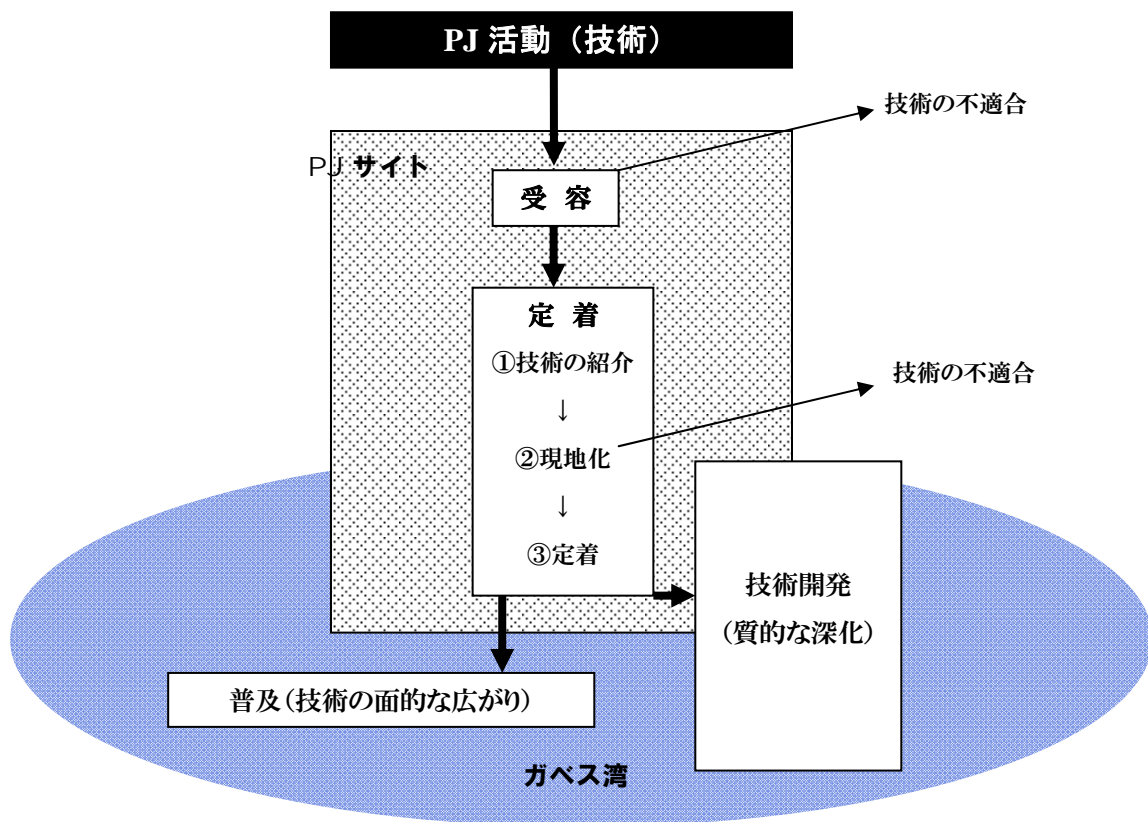 PJ 活動（技術）
技術の不適合
PJ サイト
受 容
定 着
①技術の紹介
↓
②現地化
↓
③定着
技術の不適合
技術開発
（質的な深化）
普及（技術の面的な広がり）
ガベス湾